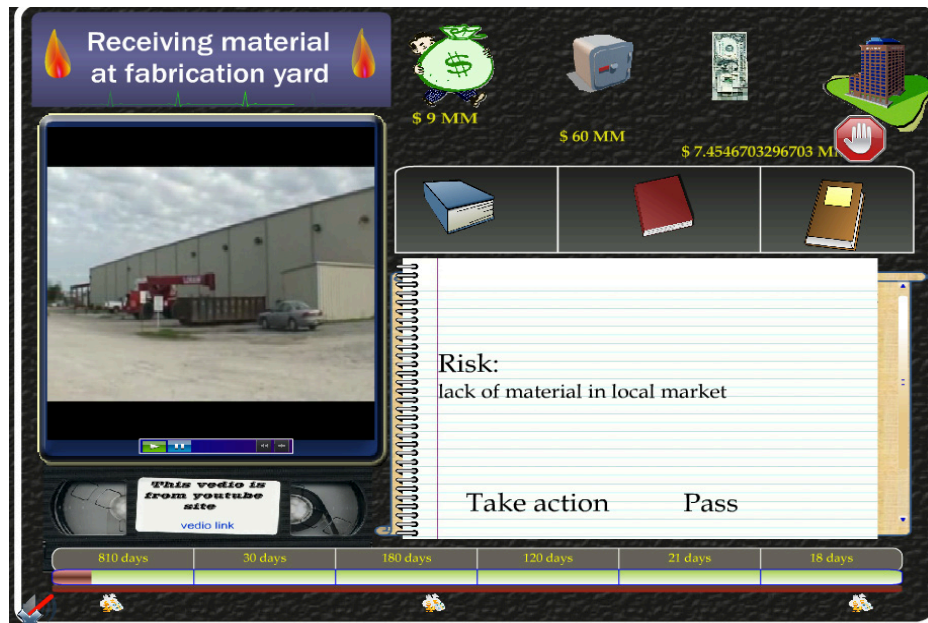 Receiving material
at fabrication yard
$ 9 MM
$ 60 MM
$ 7.4546703296703 M
Risk:
lack of material in local market
Take action Pass
This vedio is
from youtube
site
vedio link
810 days 30 days 180 days 120 days 21 days 18 days